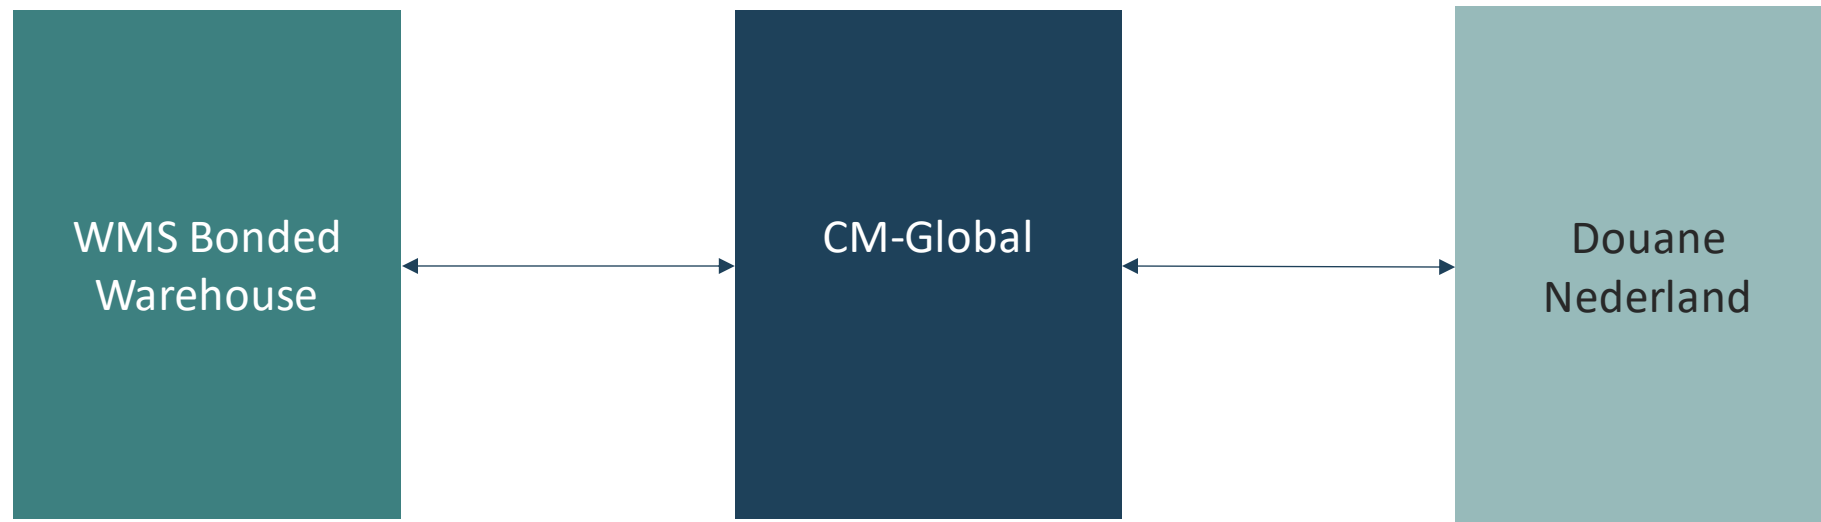 WMS Bonded
Warehouse
CM-Global
Douane
Nederland